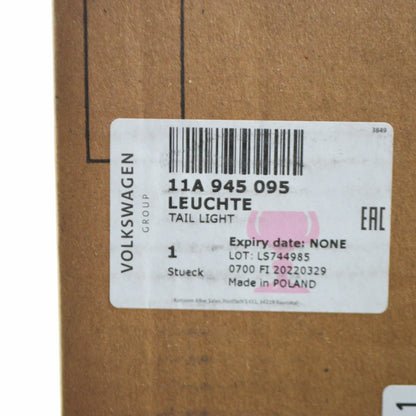 3849
VOLKSWAGEN
GROUP
11A 945 095
LEUCHTE
TAIL LIGHT
EAC
1
Stueck
Expiry date: NONE
LOT: LS744985
0700 FI 20220329
Made in POLAND
1